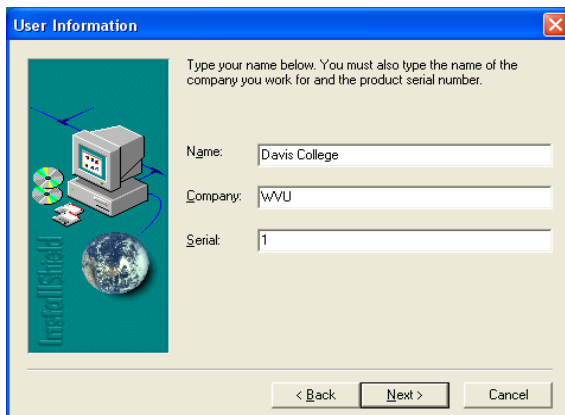 User Information
Type your name below. You must also type the name of the
company you work for and the product serial number.
Name: Davis College
Company: WVU
Serial: 1
InstallShield
< Back Next > Cancel